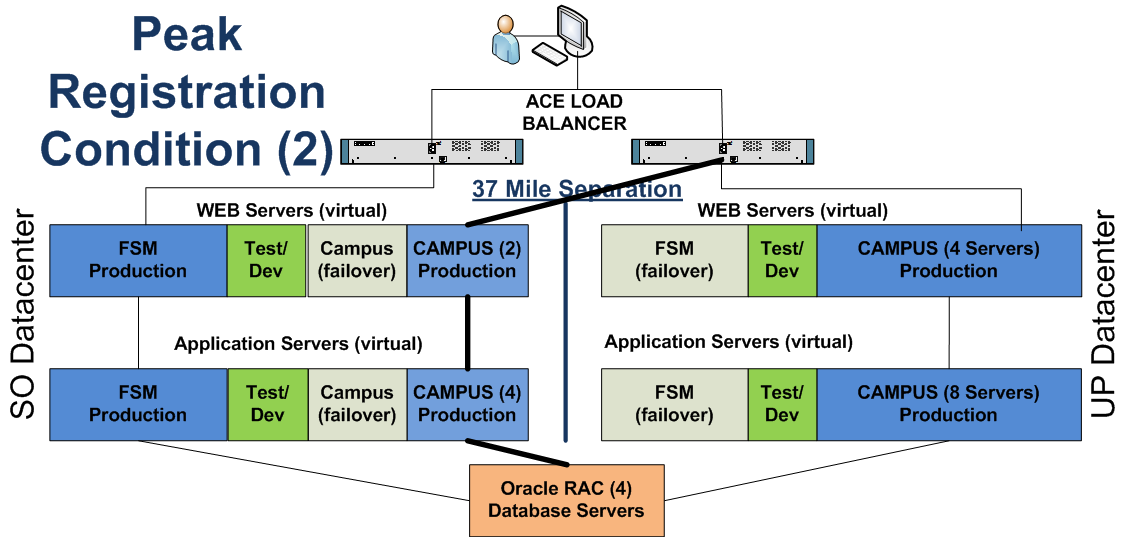 Peak
Registration
Condition (2)
ACE LOAD
BALANCER
37 Mile Separation
WEB Servers (virtual)
WEB Servers (virtual)
SO Datacenter
UP Datacenter
FSM
Production
Test/
Dev
Campus
(failover)
CAMPUS (2)
Production
FSM
(failover)
Test/
Dev
CAMPUS (4 Servers)
Production
Application Servers (virtual)
Application Servers (virtual)
FSM
Production
Test/
Dev
Campus
(failover)
CAMPUS (4)
Production
FSM
(failover)
Test/
Dev
CAMPUS (8 Servers)
Production
Oracle RAC (4)
Database Servers